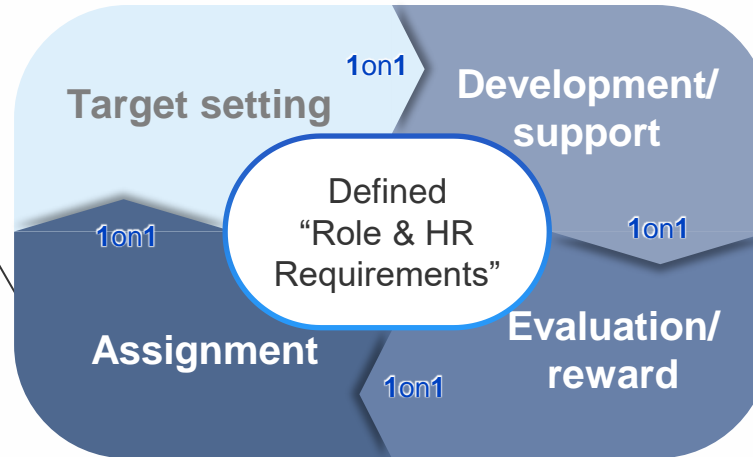 1on1
Target setting
Development/
support
Defined
“Role & HR
Requirements”
1on1
1on1
Assignment
Evaluation/
reward
1on1